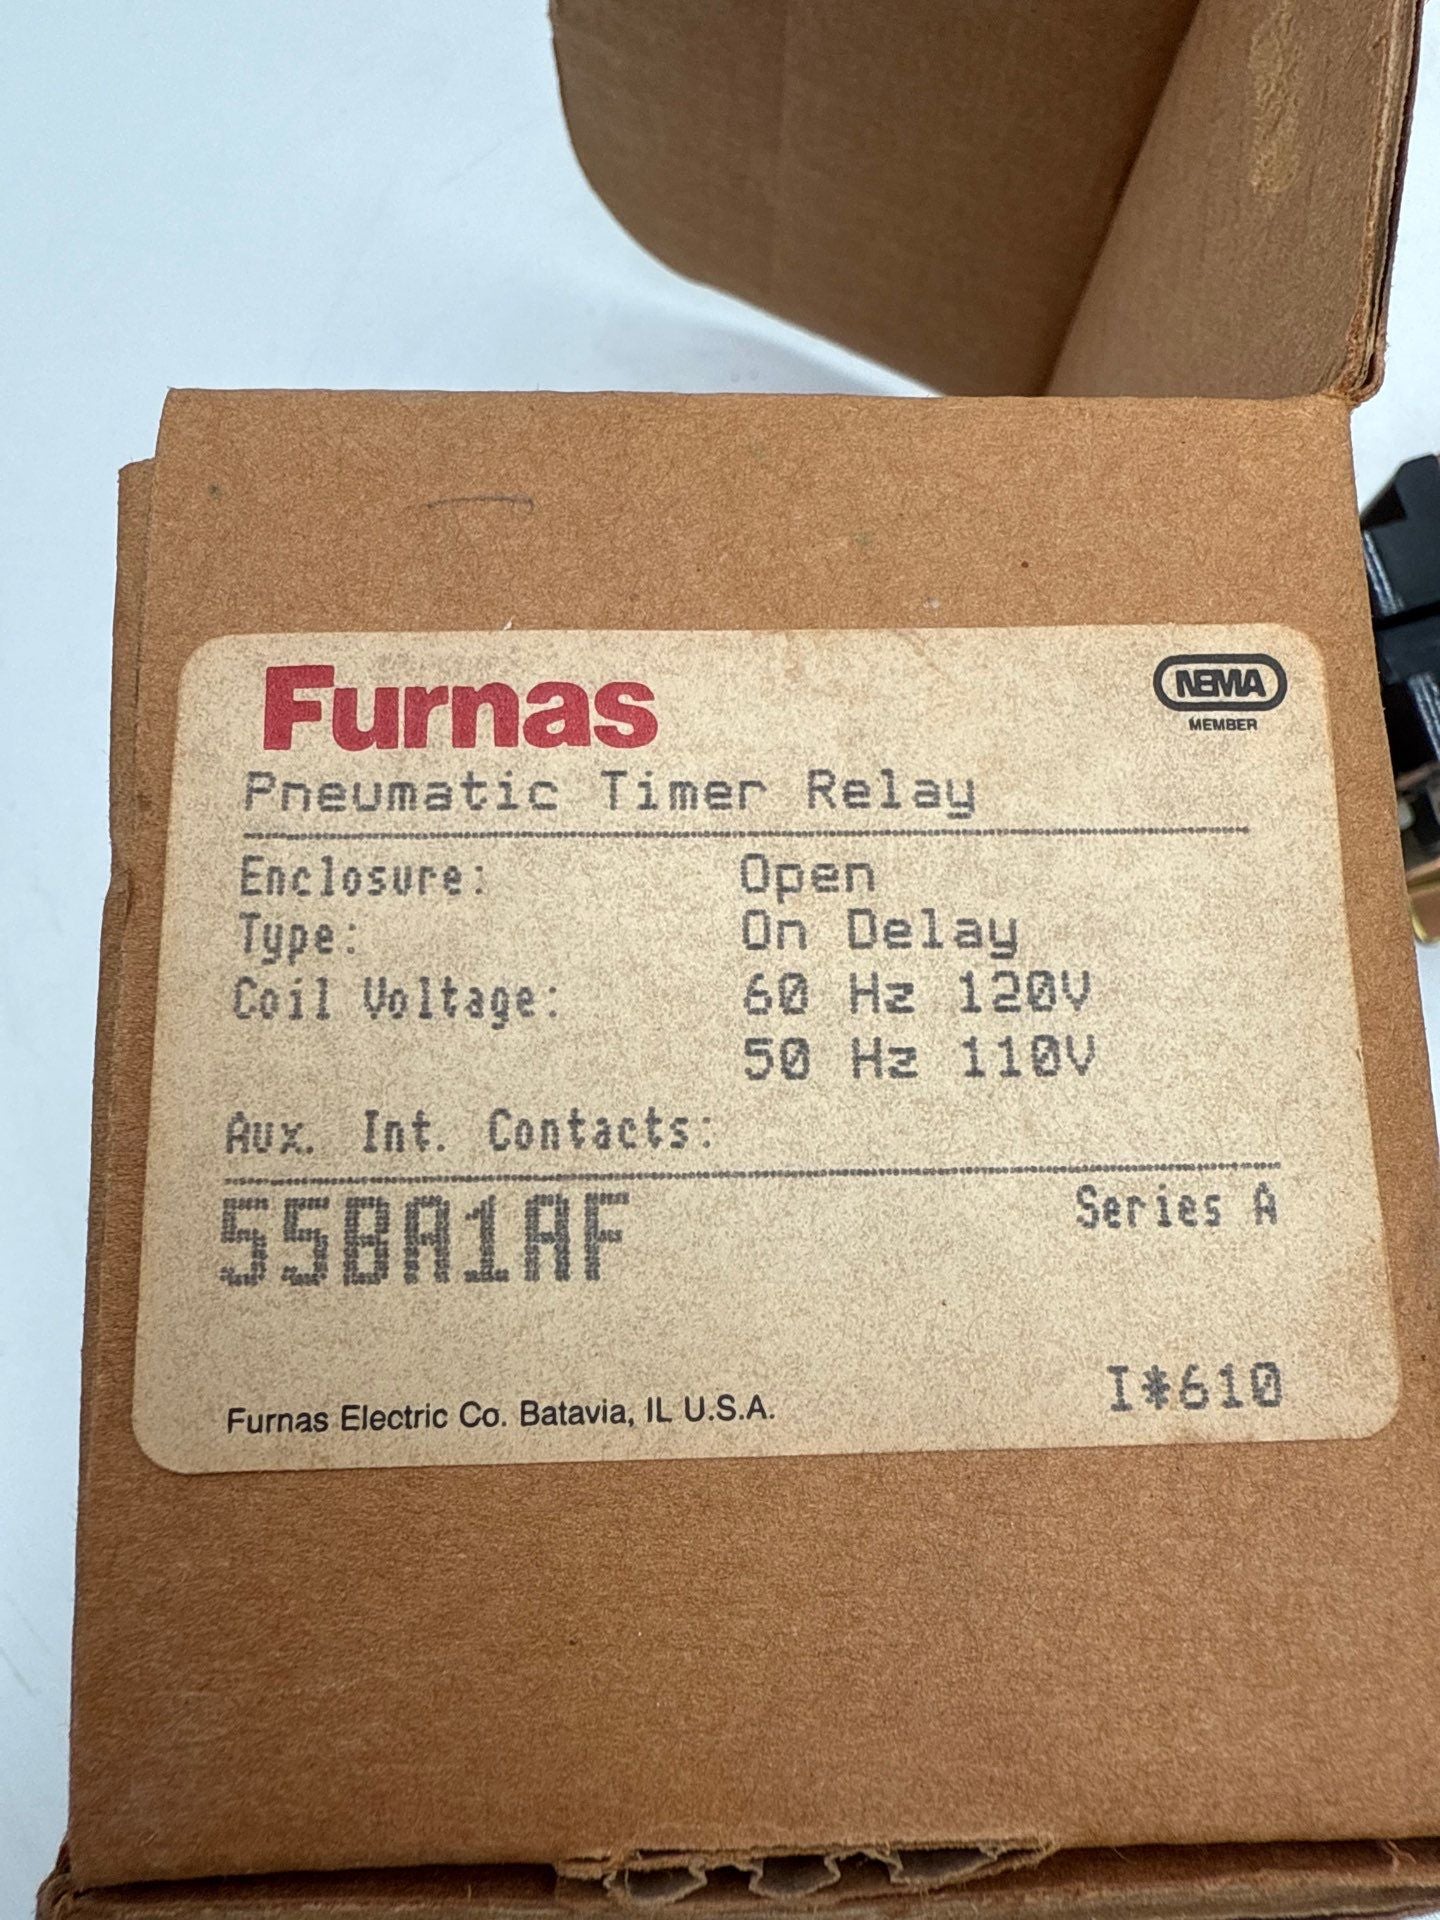 Furnas
NEMA
MEMBER
Pneumatic Timer Relay
Enclosure: Open
Type: On Delay
Coil Voltage: 60 Hz 120V
50 Hz 110V
Aux. Int. Contacts:
55BA1AF Series A
I*610
Furnas Electric Co. Batavia, IL U.S.A.